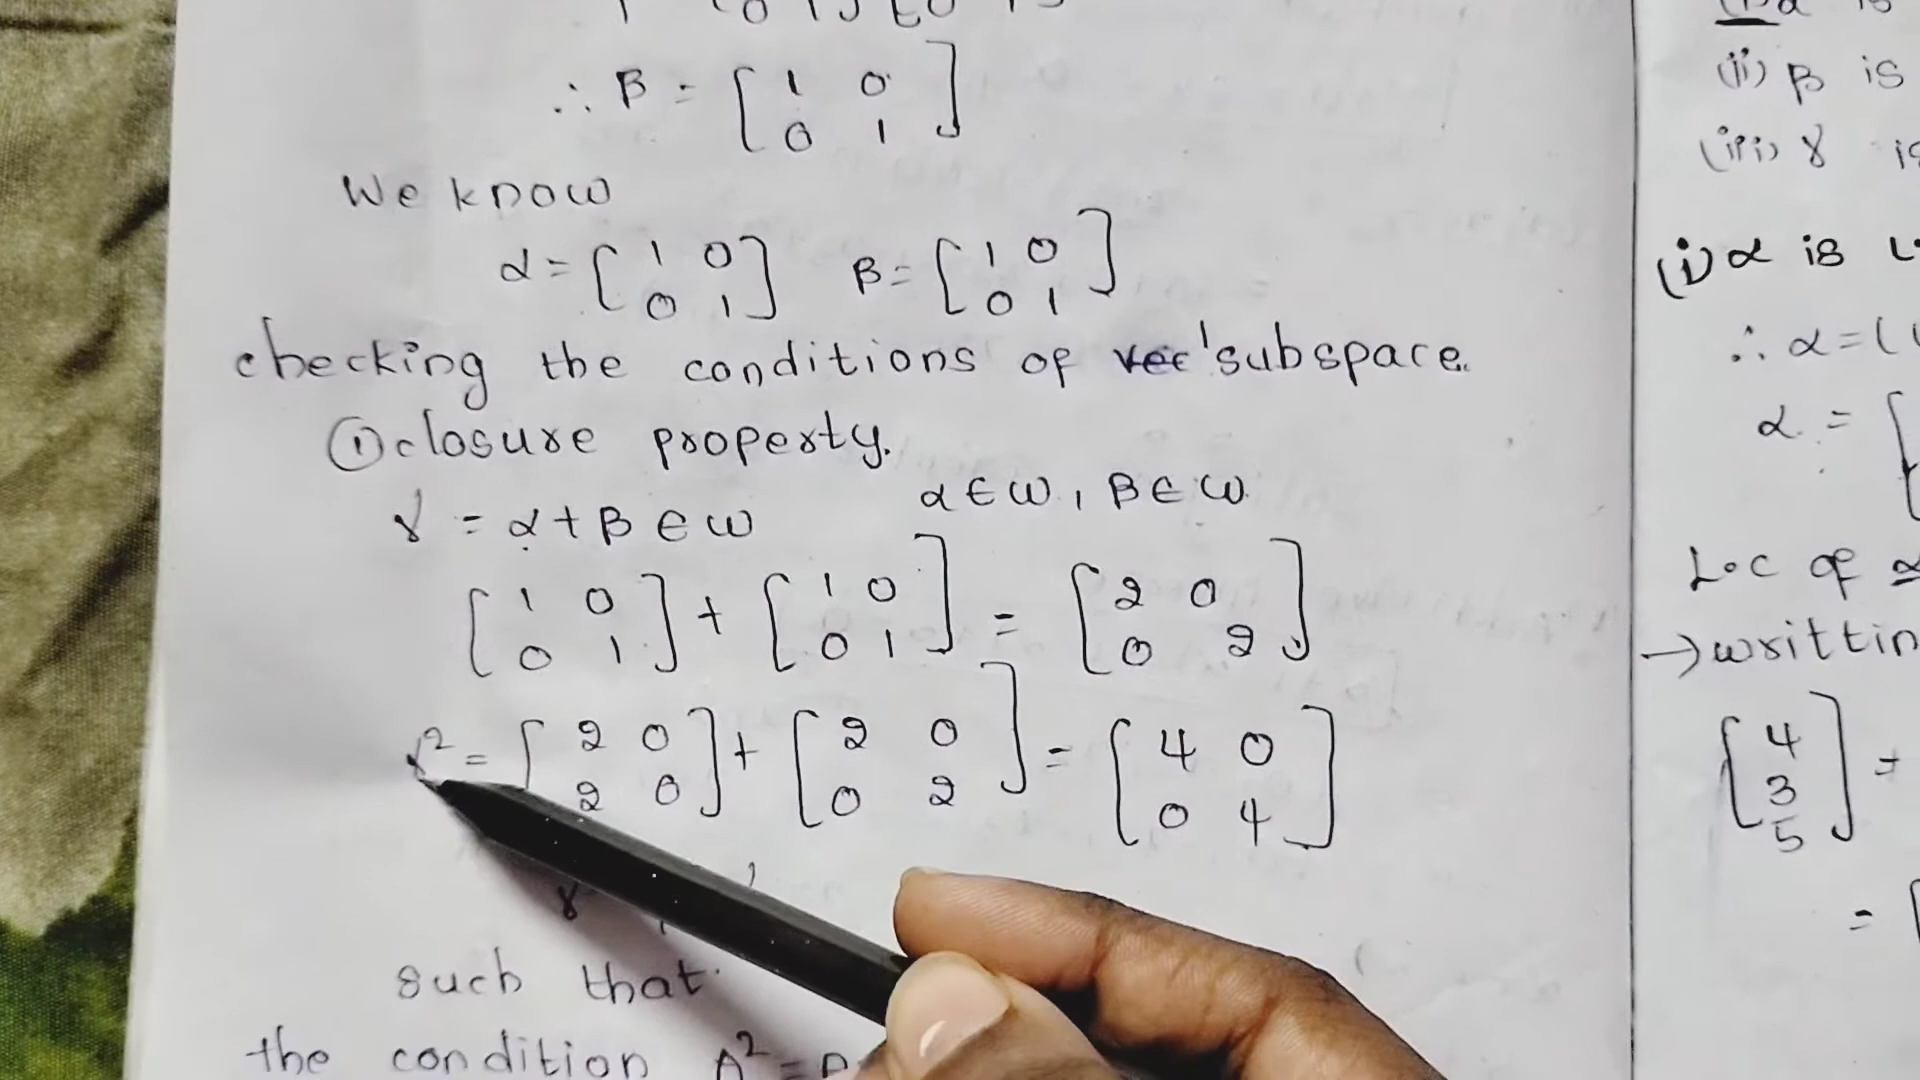 ∴ β = [1 0; 0 1]
We know
α = [1 0; 0 1] β = [1 0; 0 1]
checking the conditions of vec' subspace.
① closure property.
α ∈ W, β ∈ W
γ = α + β ∈ W
[1 0; 0 1] + [1 0; 0 1] = [2 0; 0 2]
γ² = [2 0; 2 0] + [2 0; 0 2] = [4 0; 0 4]
γ
such that
the condition A² =
α is
(ii) β is
(iii) γ is
(i) α is
∴ α = (
α = [
L.C of α
→ writtin
[4; 3; 5] +
= [